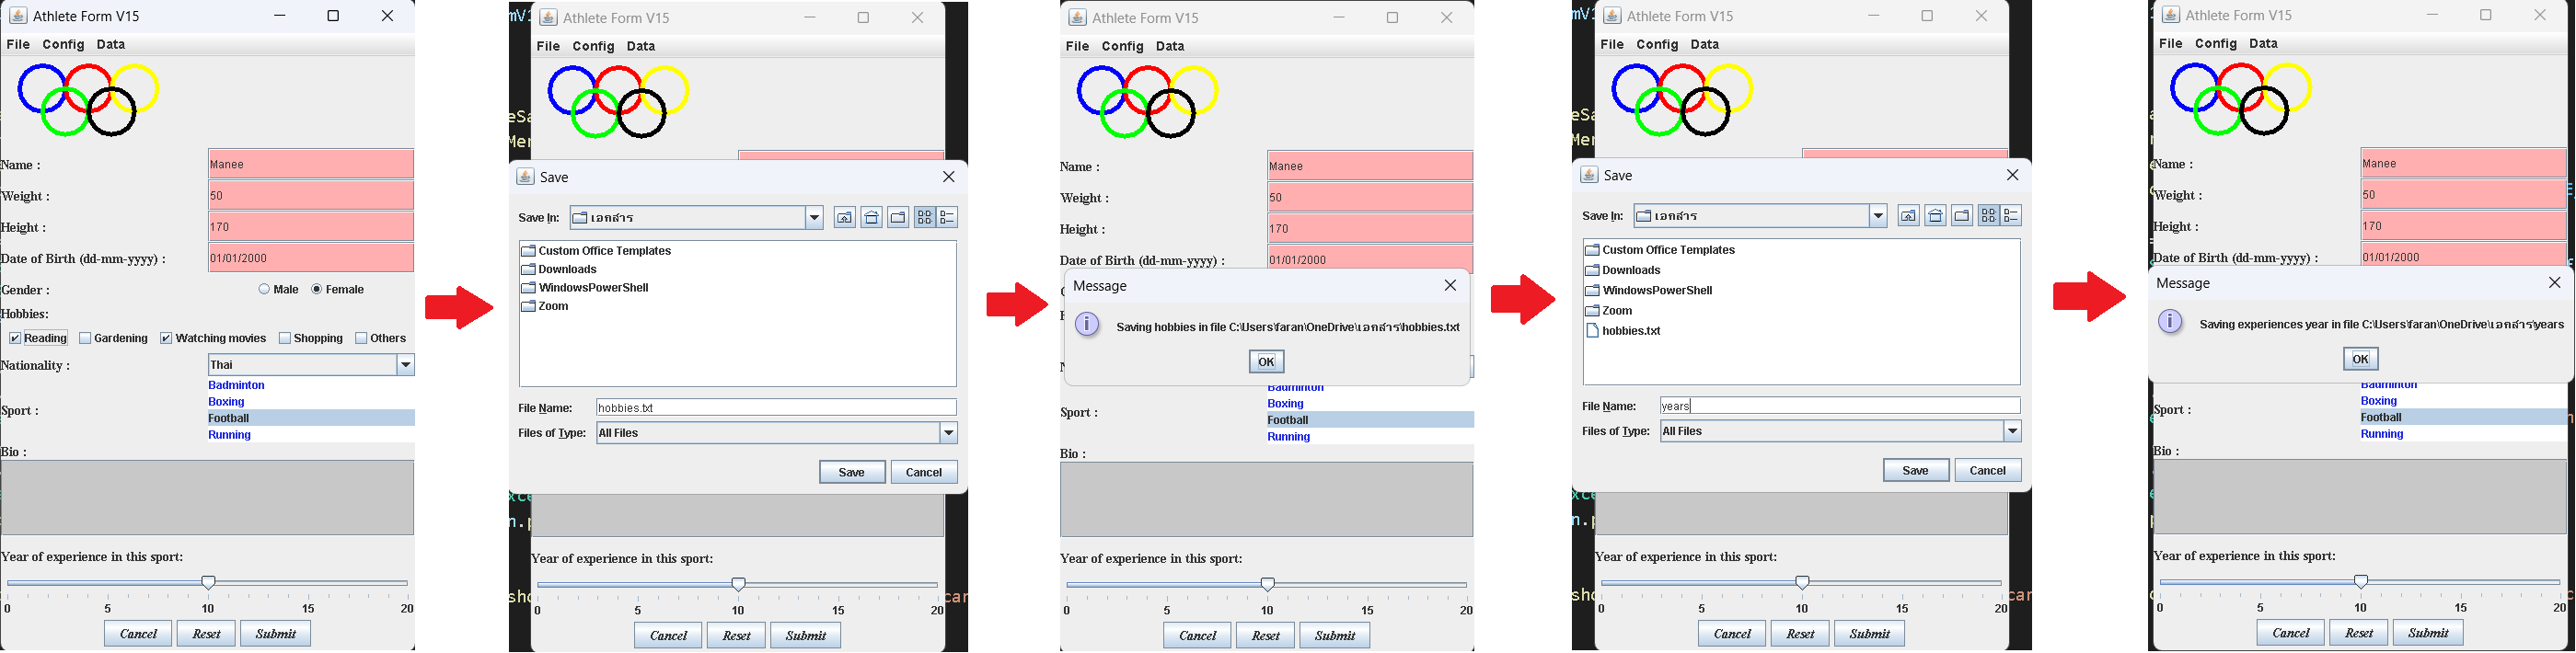 Athlete Form V15
File Config Data
Name : Manee
Weight : 50
Height : 170
Date of Birth (dd-mm-yyyy) : 01/01/2000
Gender : Male Female
Hobbies:
Reading Gardening Watching movies Shopping Others
Nationality : Thai
Badminton
Boxing
Sport : Football
Running
Bio :
Year of experience in this sport:
0 5 10 15 20
Cancel Reset Submit
Athlete Form V15
File Config Data
Save
Save In: เอกสาร
Custom Office Templates
Downloads
WindowsPowerShell
Zoom
File Name: hobbies.txt
Files of Type: All Files
Save Cancel
Year of experience in this sport:
0 5 10 15 20
Cancel Reset Submit
Athlete Form V15
File Config Data
Name : Manee
Weight : 50
Height : 170
Date of Birth (dd-mm-yyyy) : 01/01/2000
Message
Saving hobbies in file C:\Users\faran\OneDrive\เอกสาร\hobbies.txt
OK
Badminton
Boxing
Sport : Football
Running
Bio :
Year of experience in this sport:
0 5 10 15 20
Cancel Reset Submit
Athlete Form V15
File Config Data
Save
Save In: เอกสาร
Custom Office Templates
Downloads
WindowsPowerShell
Zoom
hobbies.txt
File Name: years
Files of Type: All Files
Save Cancel
Year of experience in this sport:
0 5 10 15 20
Cancel Reset Submit
Athlete Form V15
File Config Data
Name : Manee
Weight : 50
Height : 170
Date of Birth (dd-mm-yyyy) : 01/01/2000
Message
Saving experiences year in file C:\Users\faran\OneDrive\เอกสาร\years
OK
Badminton
Boxing
Sport : Football
Running
Bio :
Year of experience in this sport:
0 5 10 15 20
Cancel Reset Submit